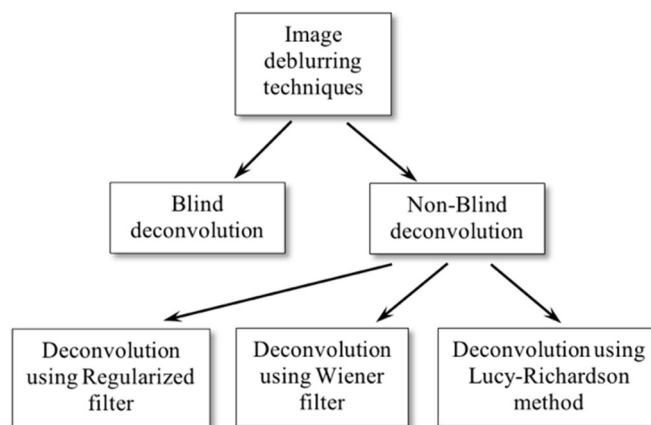 Image
deblurring
techniques
Blind
deconvolution
Non-Blind
deconvolution
Deconvolution
using Regularized
filter
Deconvolution
using Wiener
filter
Deconvolution using
Lucy-Richardson
method